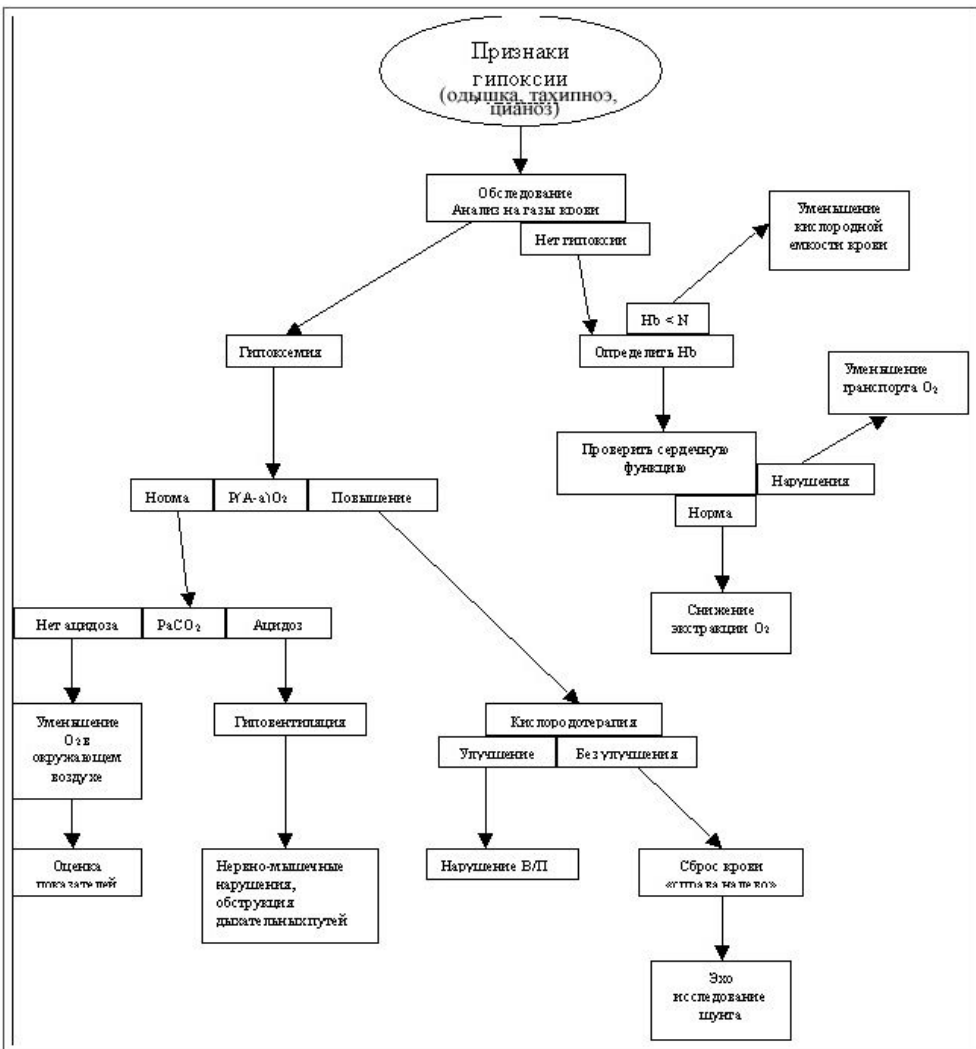 Признаки
гипоксии
(одышка, тахипноэ,
цианоз)
Обследование
Анализ на газы крови
Нет гипоксии
Уменьшение
кислородной
емкости крови
Hb < N
Определить Hb
Гипоксемия
Уменьшение
транспорта O₂
Проверить сердечную
функцию
Нарушения
Норма
Норма
P(A-a)O₂
Повышение
Снижение
экстракции O₂
Нет ацидоза
PaCO₂
Ацидоз
Уменьшение
O₂ в
окружающем
воздухе
Гиповентиляция
Кислородотерапия
Улучшение
Без улучшения
Оценка
показателей
Нервно-мышечные
нарушения,
обструкция
дыхательных путей
Нарушение В/П
Сброс крови
«справа налево»
Эхо
исследование
шунта